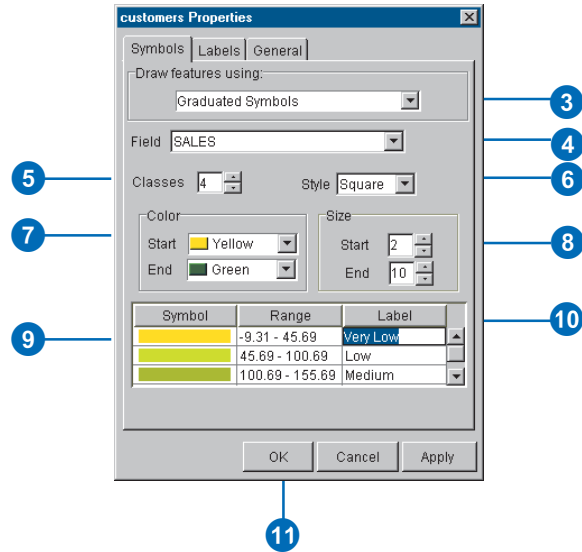 customers Properties
Symbols Labels General
Draw features using:
Graduated Symbols
3
Field SALES
4
5
Classes 4 Style Square
6
7
Color Size
Start Yellow Start 2
8
End Green End 10
9
Symbol Range Label
10
-9.31 - 45.69 Very Low
45.69 - 100.69 Low
100.69 - 155.69 Medium
OK Cancel Apply
11